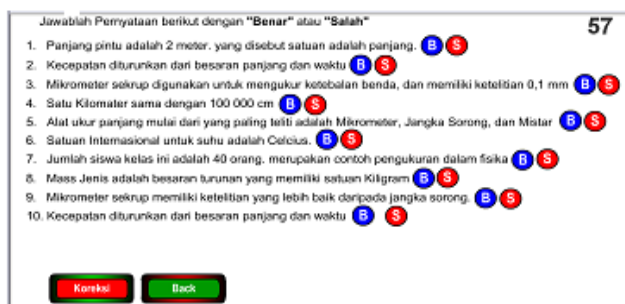 Jawablah Pernyataan berikut dengan "Benar" atau "Salah"
57
1. Panjang pintu adalah 2 meter. yang disebut satuan adalah panjang. B S
2. Kecepatan diturunkan dari besaran panjang dan waktu B S
3. Mikrometer sekrup digunakan untuk mengukur ketebalan benda, dan memiliki ketelitian 0,1 mm B S
4. Satu Kilomater sama dengan 100 000 cm B S
5. Alat ukur panjang mulai dari yang paling teliti adalah Mikrometer, Jangka Sorong, dan Mistar B S
6. Satuan Internasional untuk suhu adalah Celcius. B S
7. Jumlah siswa kelas ini adalah 40 orang. merupakan contoh pengukuran dalam fisika B S
8. Mass Jenis adalah besaran turunan yang memiliki satuan Kiligram B S
9. Mikrometer sekrup memiliki ketelitian yang lebih baik daripada jangka sorong. B S
10. Kecepatan diturunkan dari besaran panjang dan waktu B S
Koreksi Back